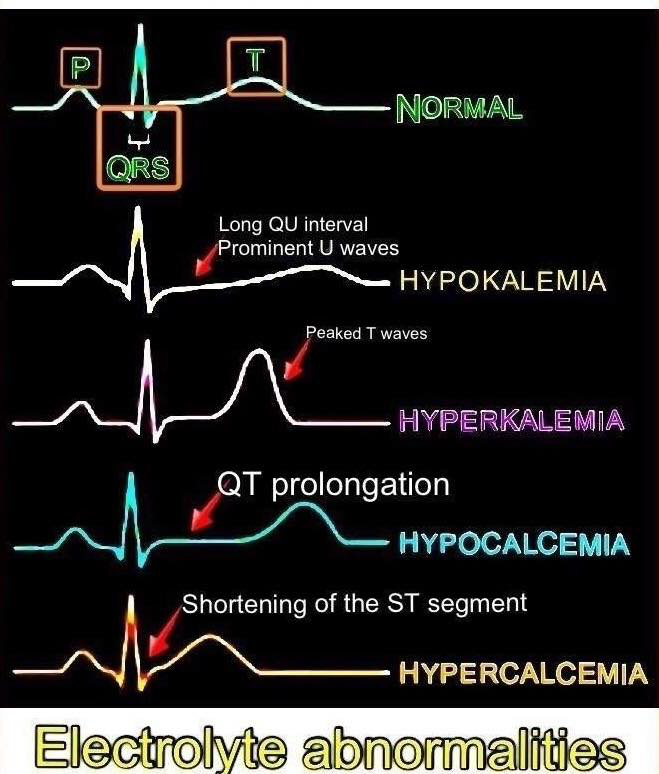 P
T
NORMAL
QRS
Long QU interval
Prominent U waves
HYPOKALEMIA
Peaked T waves
HYPERKALEMIA
QT prolongation
HYPOCALCEMIA
Shortening of the ST segment
HYPERCALCEMIA
Electrolyte abnormalities